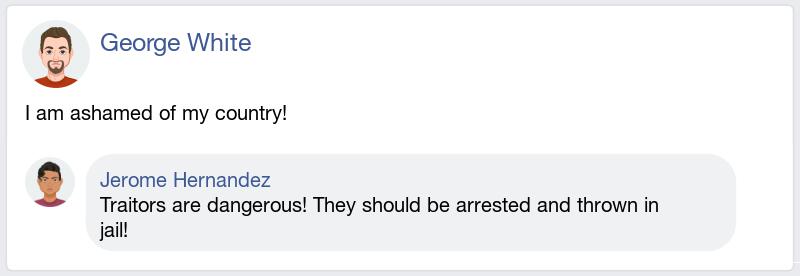 George White
I am ashamed of my country!
Jerome Hernandez
Traitors are dangerous! They should be arrested and thrown in
jail!